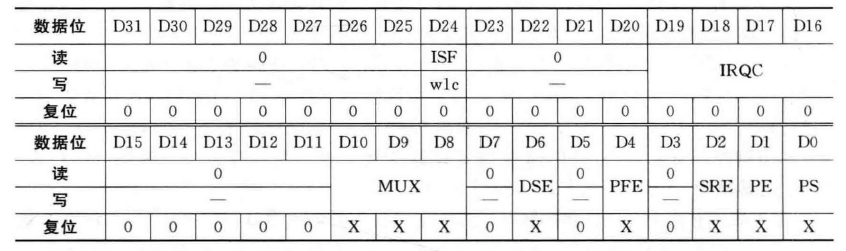 数据位 D31 D30 D29 D28 D27 D26 D25 D24 D23 D22 D21 D20 D19 D18 D17 D16
读 0 ISF 0 IRQC
写 — w1c —
复位 0 0 0 0 0 0 0 0 0 0 0 0 0 0 0 0
数据位 D15 D14 D13 D12 D11 D10 D9 D8 D7 D6 D5 D4 D3 D2 D1 D0
读 0 MUX 0 DSE 0 PFE 0 SRE PE PS
写 — — — —
复位 0 0 0 0 0 X X X 0 X 0 X 0 X X X